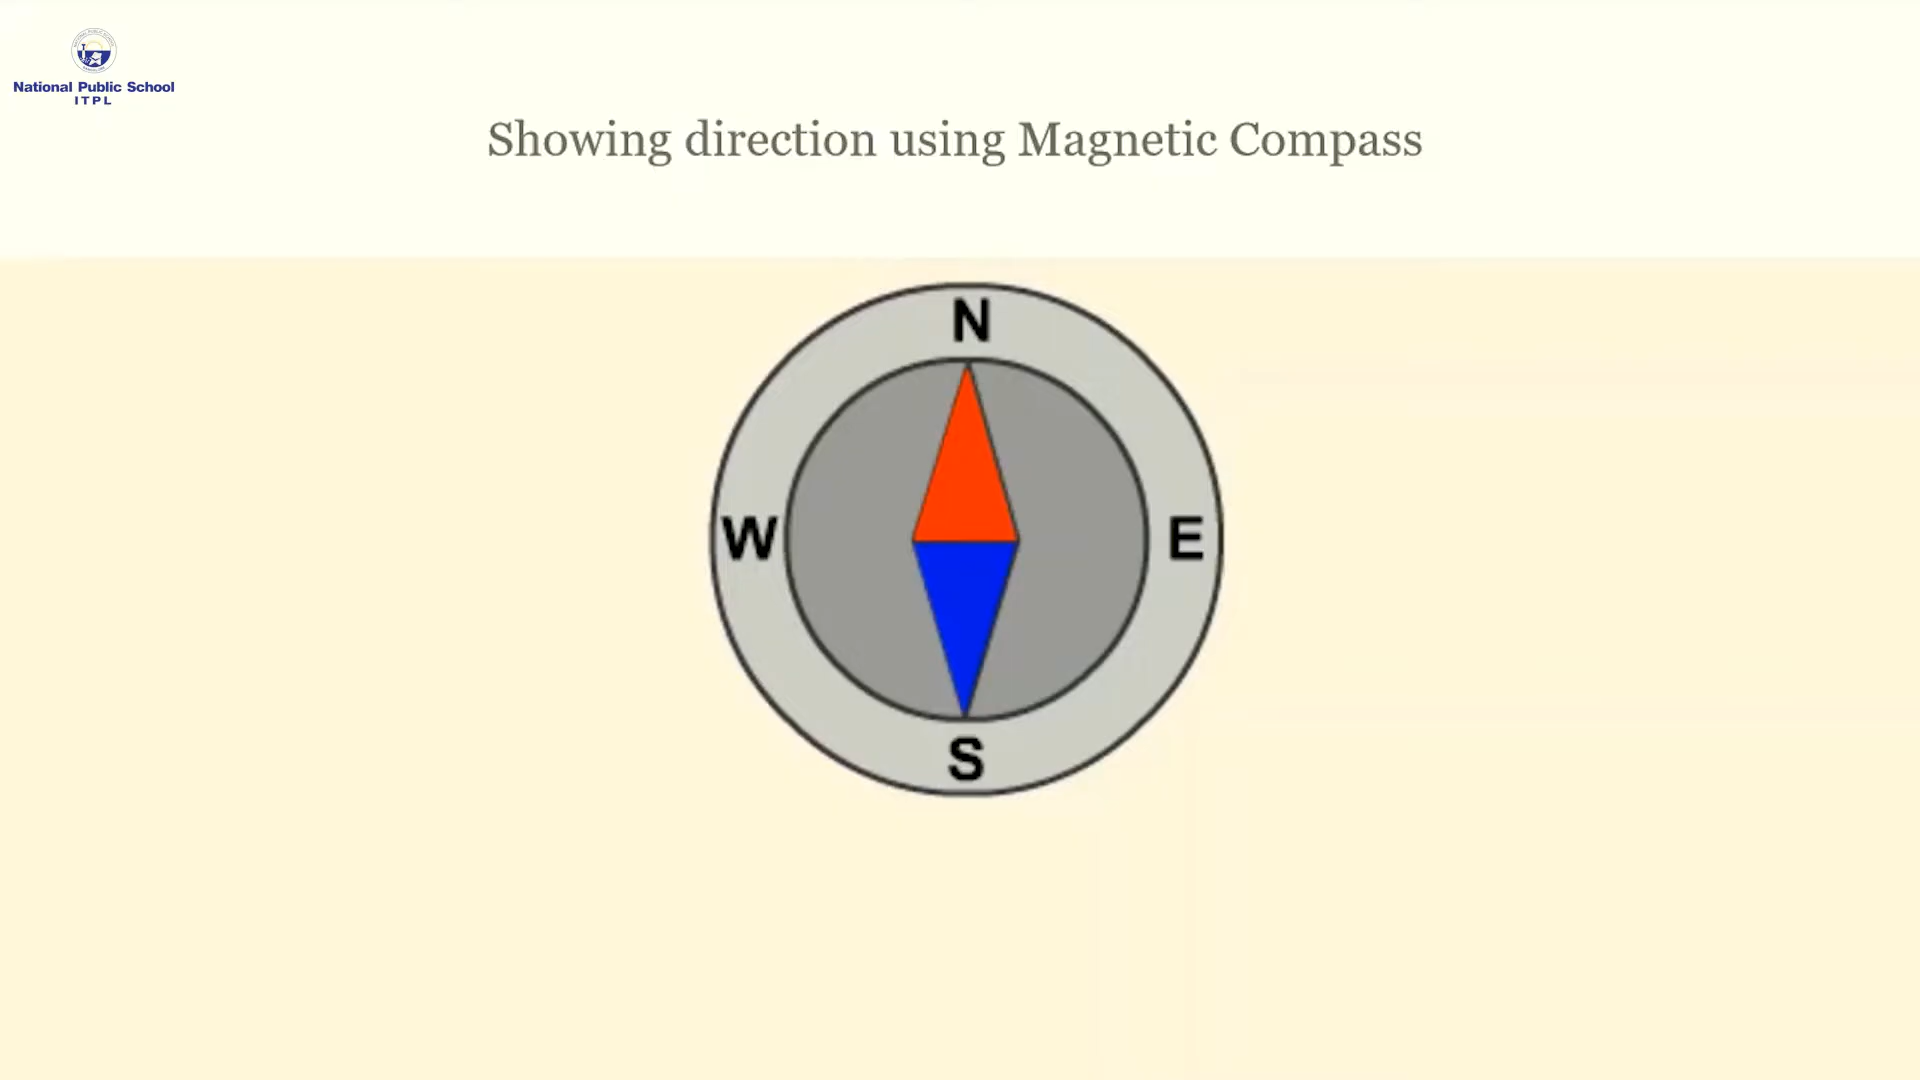 National Public School
ITPL
Showing direction using Magnetic Compass
N
W
E
S